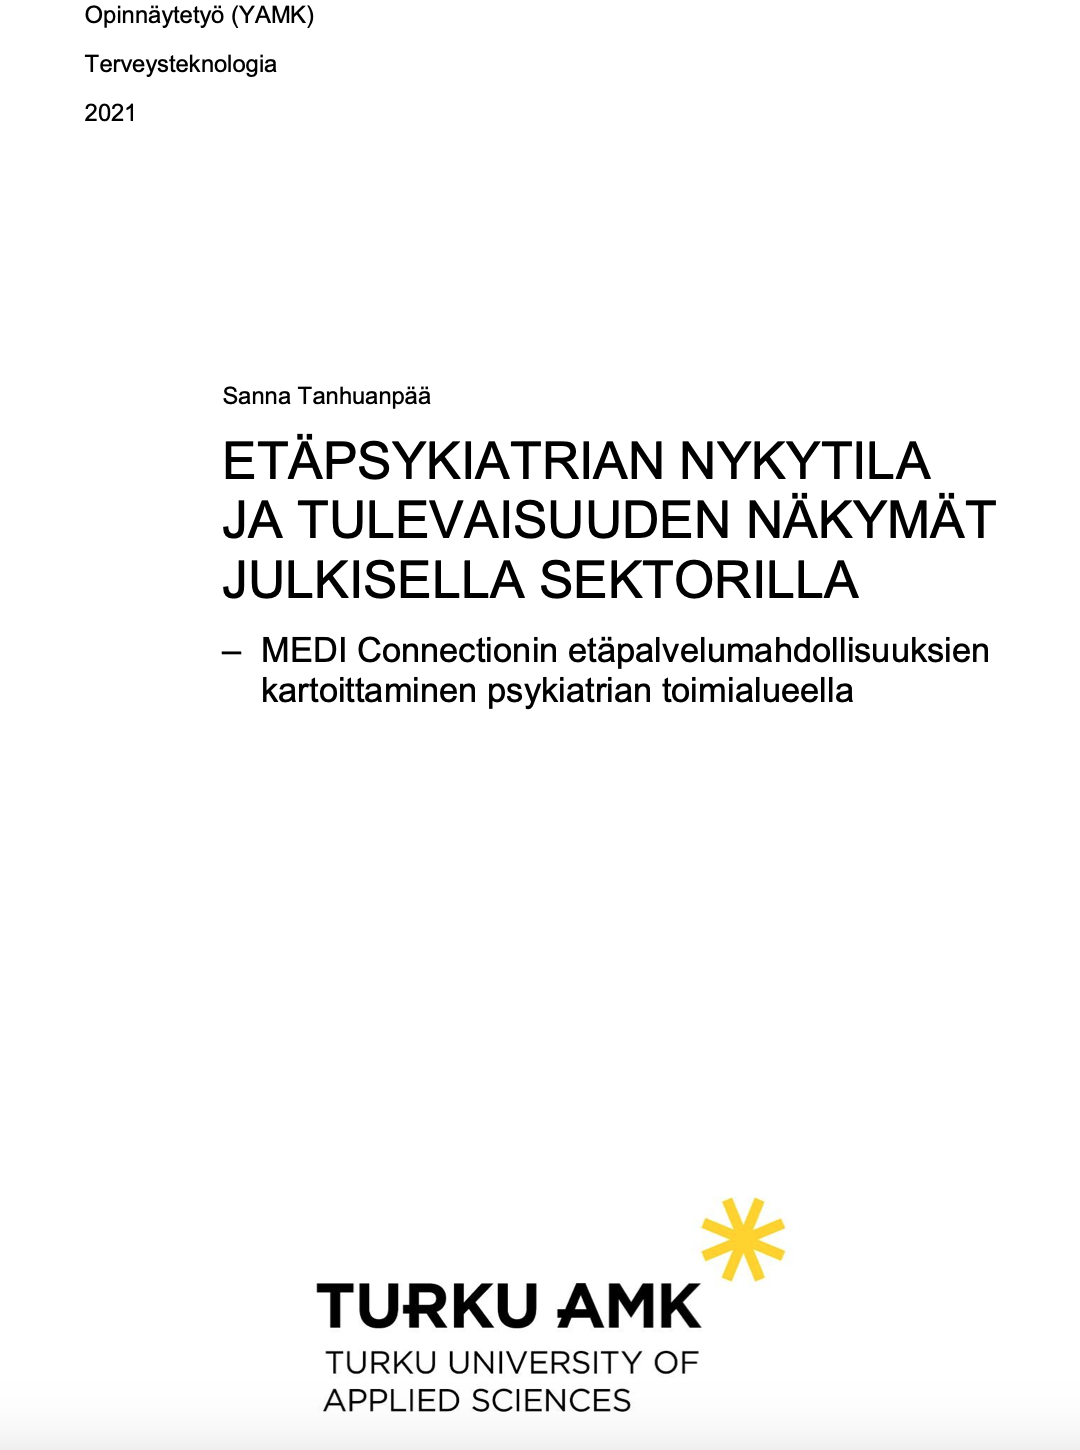 Opinnäytetyö (YAMK)
Terveysteknologia
2021
Sanna Tanhuanpää
ETÄPSYKIATRIAN NYKYTILA
JA TULEVAISUUDEN NÄKYMÄT
JULKISELLA SEKTORILLA
– MEDI Connectionin etäpalvelumahdollisuuksien
kartoittaminen psykiatrian toimialueella
TURKU AMK
TURKU UNIVERSITY OF
APPLIED SCIENCES